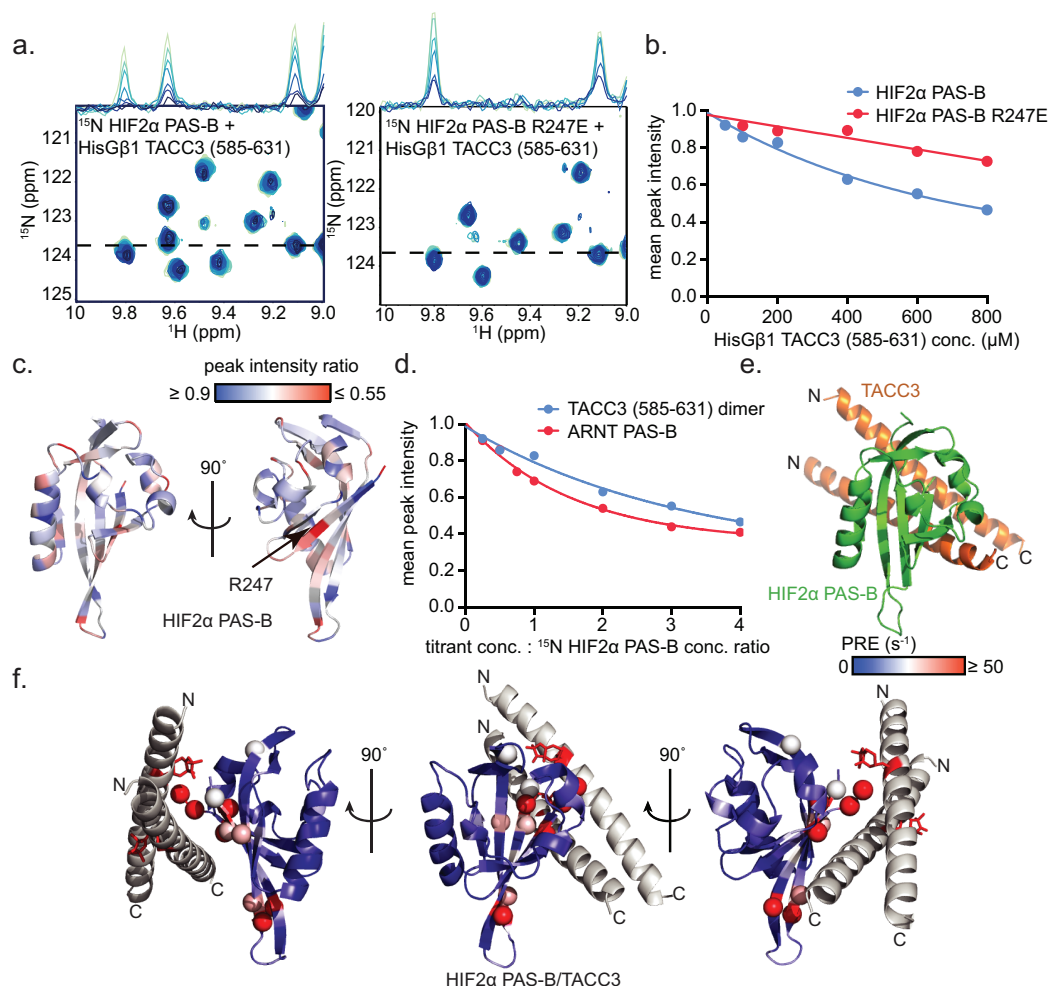 a.
¹⁵N HIF2α PAS-B +
HisGβ1 TACC3 (585-631)
121
122
123
124
125
¹⁵N (ppm)
10 9.8 9.6 9.4 9.2 9.0
¹H (ppm)
¹⁵N HIF2α PAS-B R247E +
HisGβ1 TACC3 (585-631)
120
121
122
123
124
¹⁵N (ppm)
10 9.8 9.6 9.4 9.2 9.0
¹H (ppm)
b.
HIF2α PAS-B
HIF2α PAS-B R247E
1.0
0.8
0.6
0.4
0.2
0.0
mean peak intensity
0 200 400 600 800
HisGβ1 TACC3 (585-631) conc. (µM)
c.
peak intensity ratio
≥ 0.9 ≤ 0.55
90°
R247
HIF2α PAS-B
d.
TACC3 (585-631) dimer
ARNT PAS-B
1.0
0.8
0.6
0.4
0.2
0.0
mean peak intensity
0 1 2 3 4
titrant conc. : ¹⁵N HIF2α PAS-B conc. ratio
e.
N TACC3
N
C C
HIF2α PAS-B
PRE (s⁻¹)
0 ≥ 50
f.
N
N
C
90°
N
N
C
C
HIF2α PAS-B/TACC3
90°
N
N
C
C